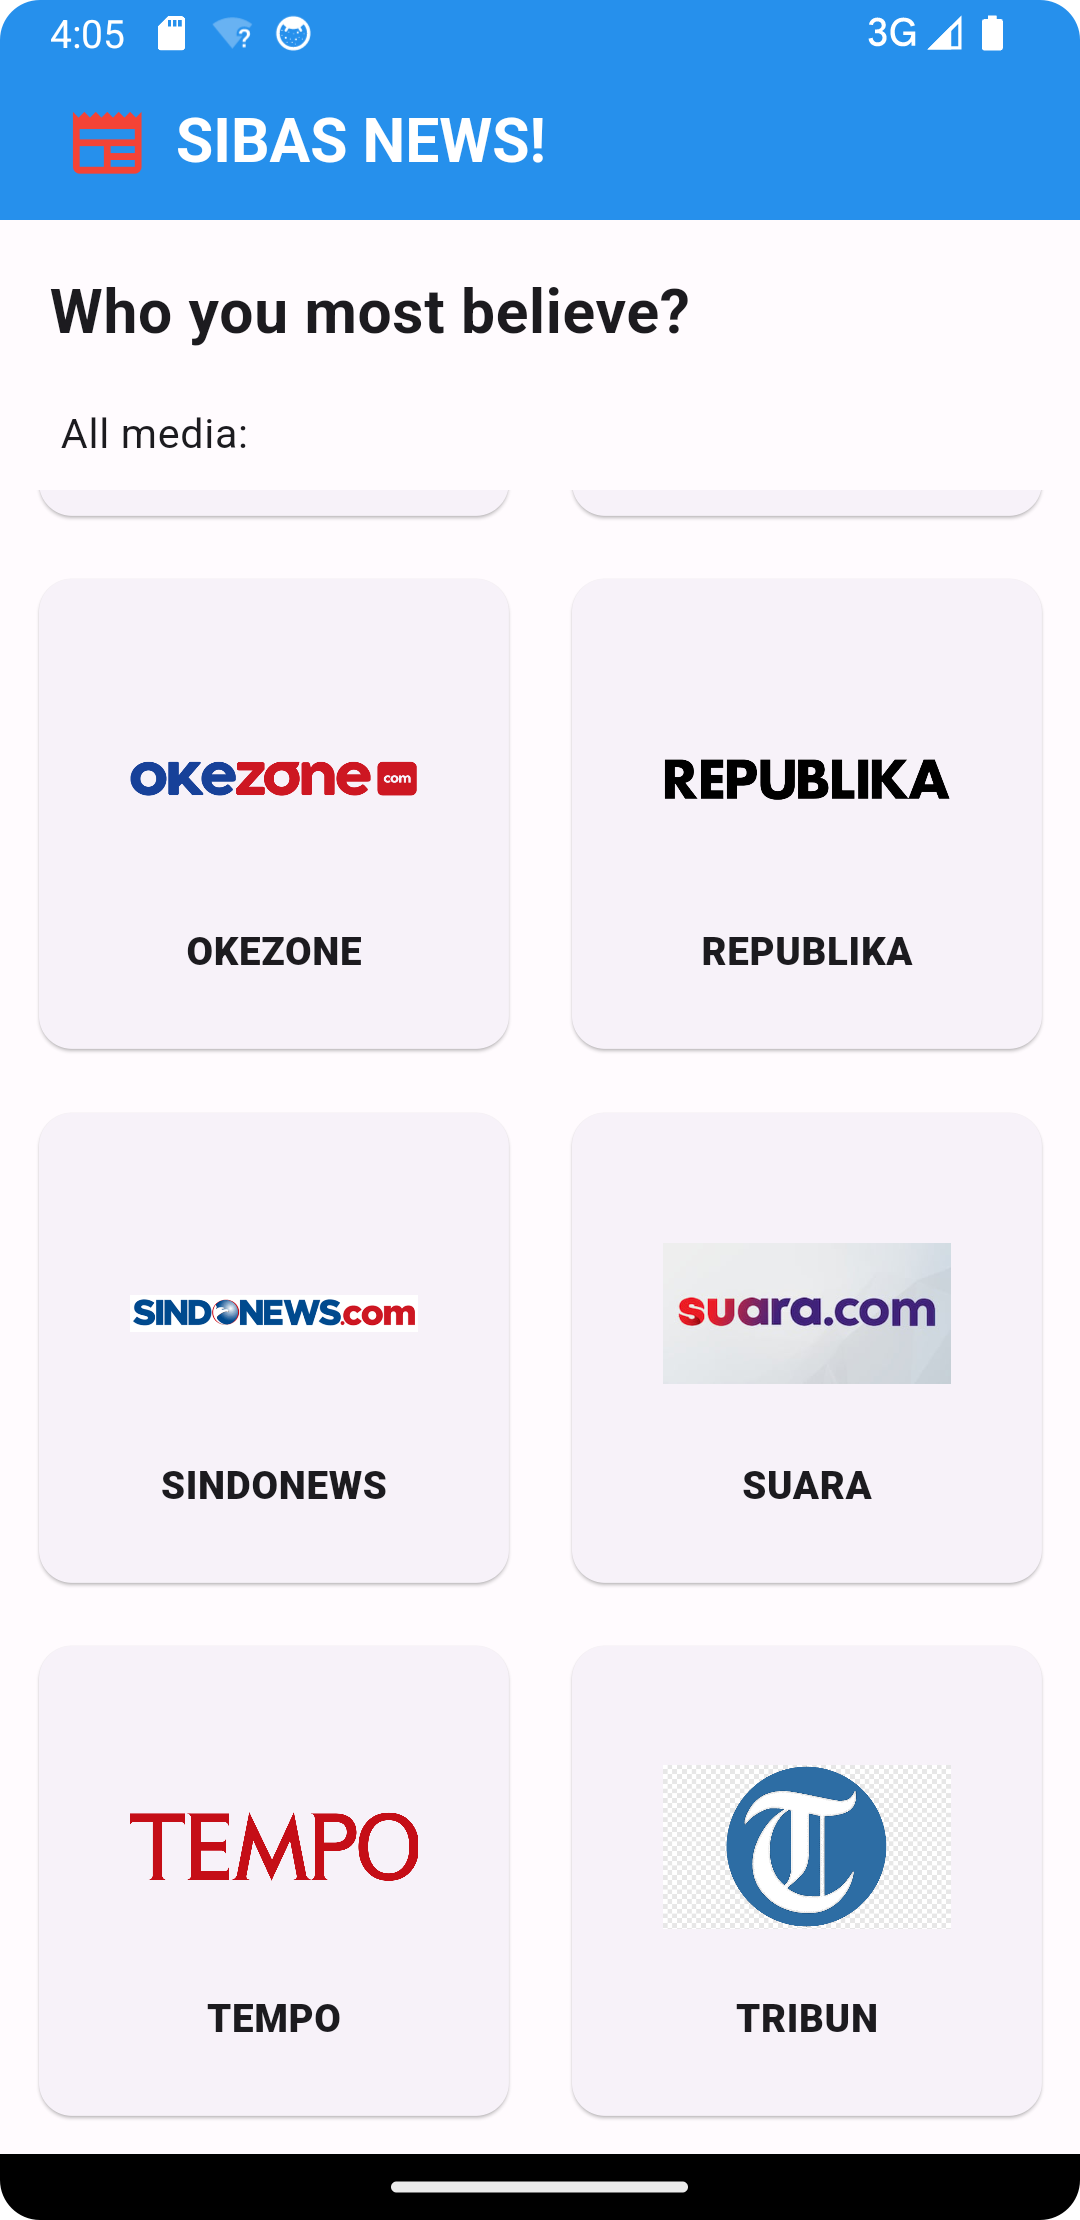 4:05
3G
SIBAS NEWS!
Who you most believe?
All media:
okezone com
REPUBLIKA
OKEZONE
REPUBLIKA
SINDONEWS.com
suara.com
SINDONEWS
SUARA
TEMPO
T
TEMPO
TRIBUN